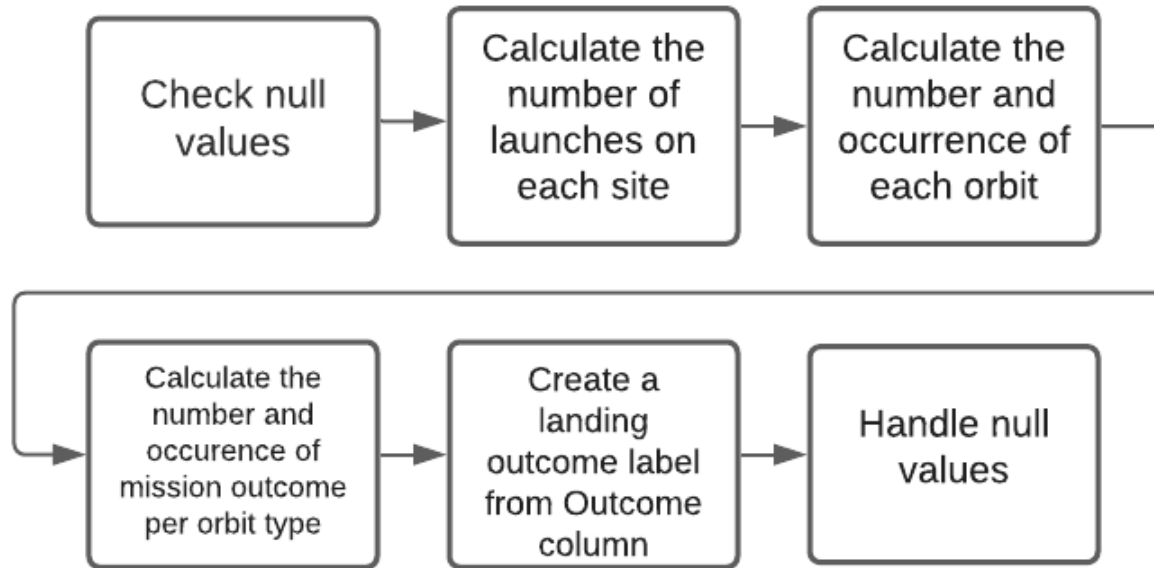 Check null
values
Calculate the
number of
launches on
each site
Calculate the
number and
occurrence of
each orbit
Calculate the
number and
occurence of
mission outcome
per orbit type
Create a
landing
outcome label
from Outcome
column
Handle null
values